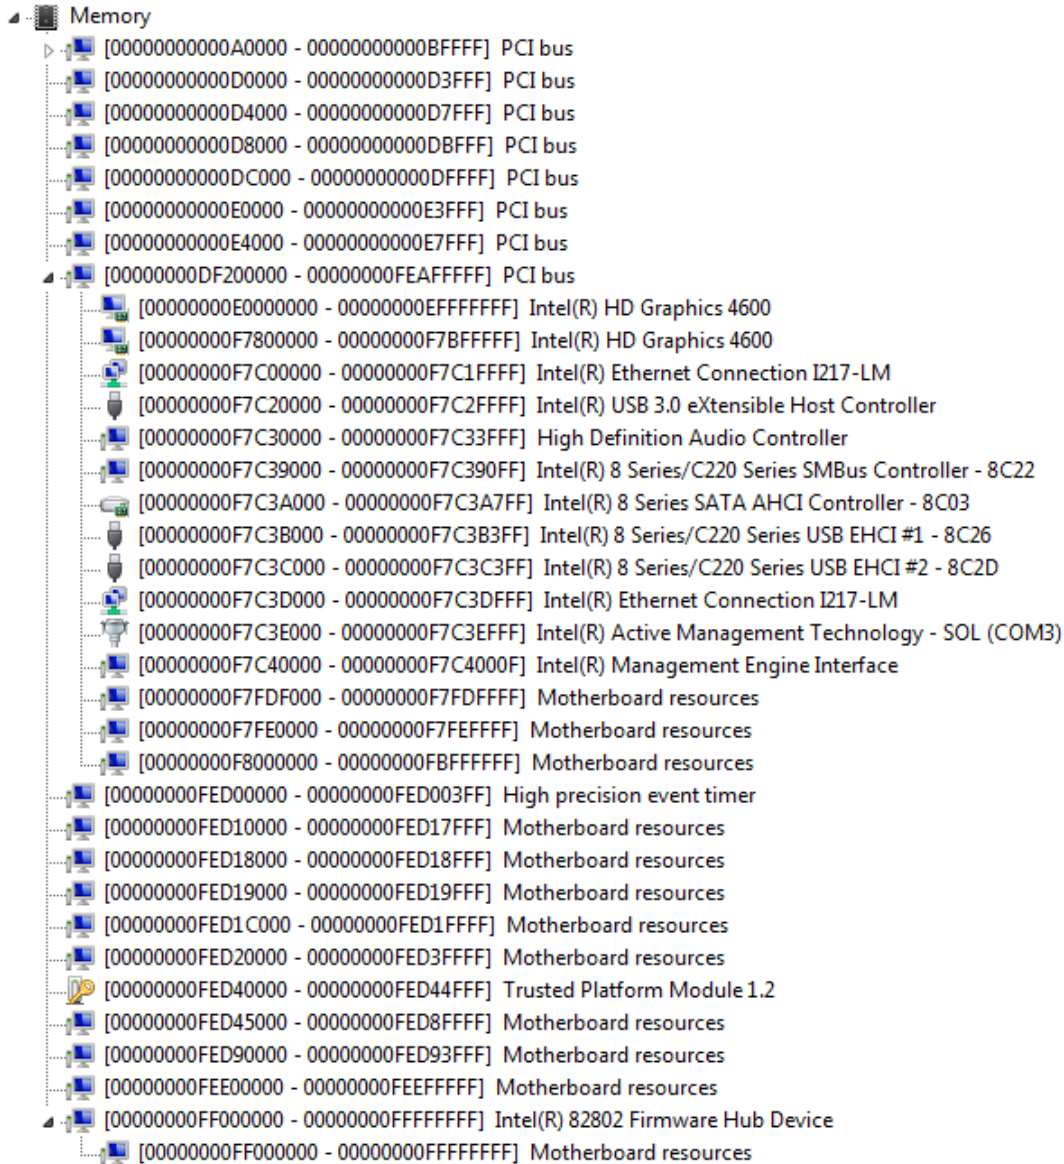 Memory
[00000000000A0000 - 00000000000BFFFF] PCI bus
[00000000000D0000 - 00000000000D3FFF] PCI bus
[00000000000D4000 - 00000000000D7FFF] PCI bus
[00000000000D8000 - 00000000000DBFFF] PCI bus
[00000000000DC000 - 00000000000DFFFF] PCI bus
[00000000000E0000 - 00000000000E3FFF] PCI bus
[00000000000E4000 - 00000000000E7FFF] PCI bus
[00000000DF200000 - 00000000FEAFFFFF] PCI bus
[00000000E0000000 - 00000000EFFFFFFF] Intel(R) HD Graphics 4600
[00000000F7800000 - 00000000F7BFFFFF] Intel(R) HD Graphics 4600
[00000000F7C00000 - 00000000F7C1FFFF] Intel(R) Ethernet Connection I217-LM
[00000000F7C20000 - 00000000F7C2FFFF] Intel(R) USB 3.0 eXtensible Host Controller
[00000000F7C30000 - 00000000F7C33FFF] High Definition Audio Controller
[00000000F7C39000 - 00000000F7C390FF] Intel(R) 8 Series/C220 Series SMBus Controller - 8C22
[00000000F7C3A000 - 00000000F7C3A7FF] Intel(R) 8 Series SATA AHCI Controller - 8C03
[00000000F7C3B000 - 00000000F7C3B3FF] Intel(R) 8 Series/C220 Series USB EHCI #1 - 8C26
[00000000F7C3C000 - 00000000F7C3C3FF] Intel(R) 8 Series/C220 Series USB EHCI #2 - 8C2D
[00000000F7C3D000 - 00000000F7C3DFFF] Intel(R) Ethernet Connection I217-LM
[00000000F7C3E000 - 00000000F7C3EFFF] Intel(R) Active Management Technology - SOL (COM3)
[00000000F7C40000 - 00000000F7C4000F] Intel(R) Management Engine Interface
[00000000F7FDF000 - 00000000F7FDFFFF] Motherboard resources
[00000000F7FE0000 - 00000000F7FEFFFF] Motherboard resources
[00000000F8000000 - 00000000FBFFFFFF] Motherboard resources
[00000000FED00000 - 00000000FED003FF] High precision event timer
[00000000FED10000 - 00000000FED17FFF] Motherboard resources
[00000000FED18000 - 00000000FED18FFF] Motherboard resources
[00000000FED19000 - 00000000FED19FFF] Motherboard resources
[00000000FED1C000 - 00000000FED1FFFF] Motherboard resources
[00000000FED20000 - 00000000FED3FFFF] Motherboard resources
[00000000FED40000 - 00000000FED44FFF] Trusted Platform Module 1.2
[00000000FED45000 - 00000000FED8FFFF] Motherboard resources
[00000000FED90000 - 00000000FED93FFF] Motherboard resources
[00000000FEE00000 - 00000000FEEFFFFF] Motherboard resources
[00000000FF000000 - 00000000FFFFFFFF] Intel(R) 82802 Firmware Hub Device
[00000000FF000000 - 00000000FFFFFFFF] Motherboard resources